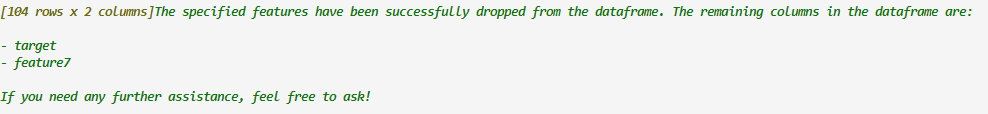 [104 rows x 2 columns]The specified features have been successfully dropped from the dataframe. The remaining columns in the dataframe are:
- target
- feature7
If you need any further assistance, feel free to ask!